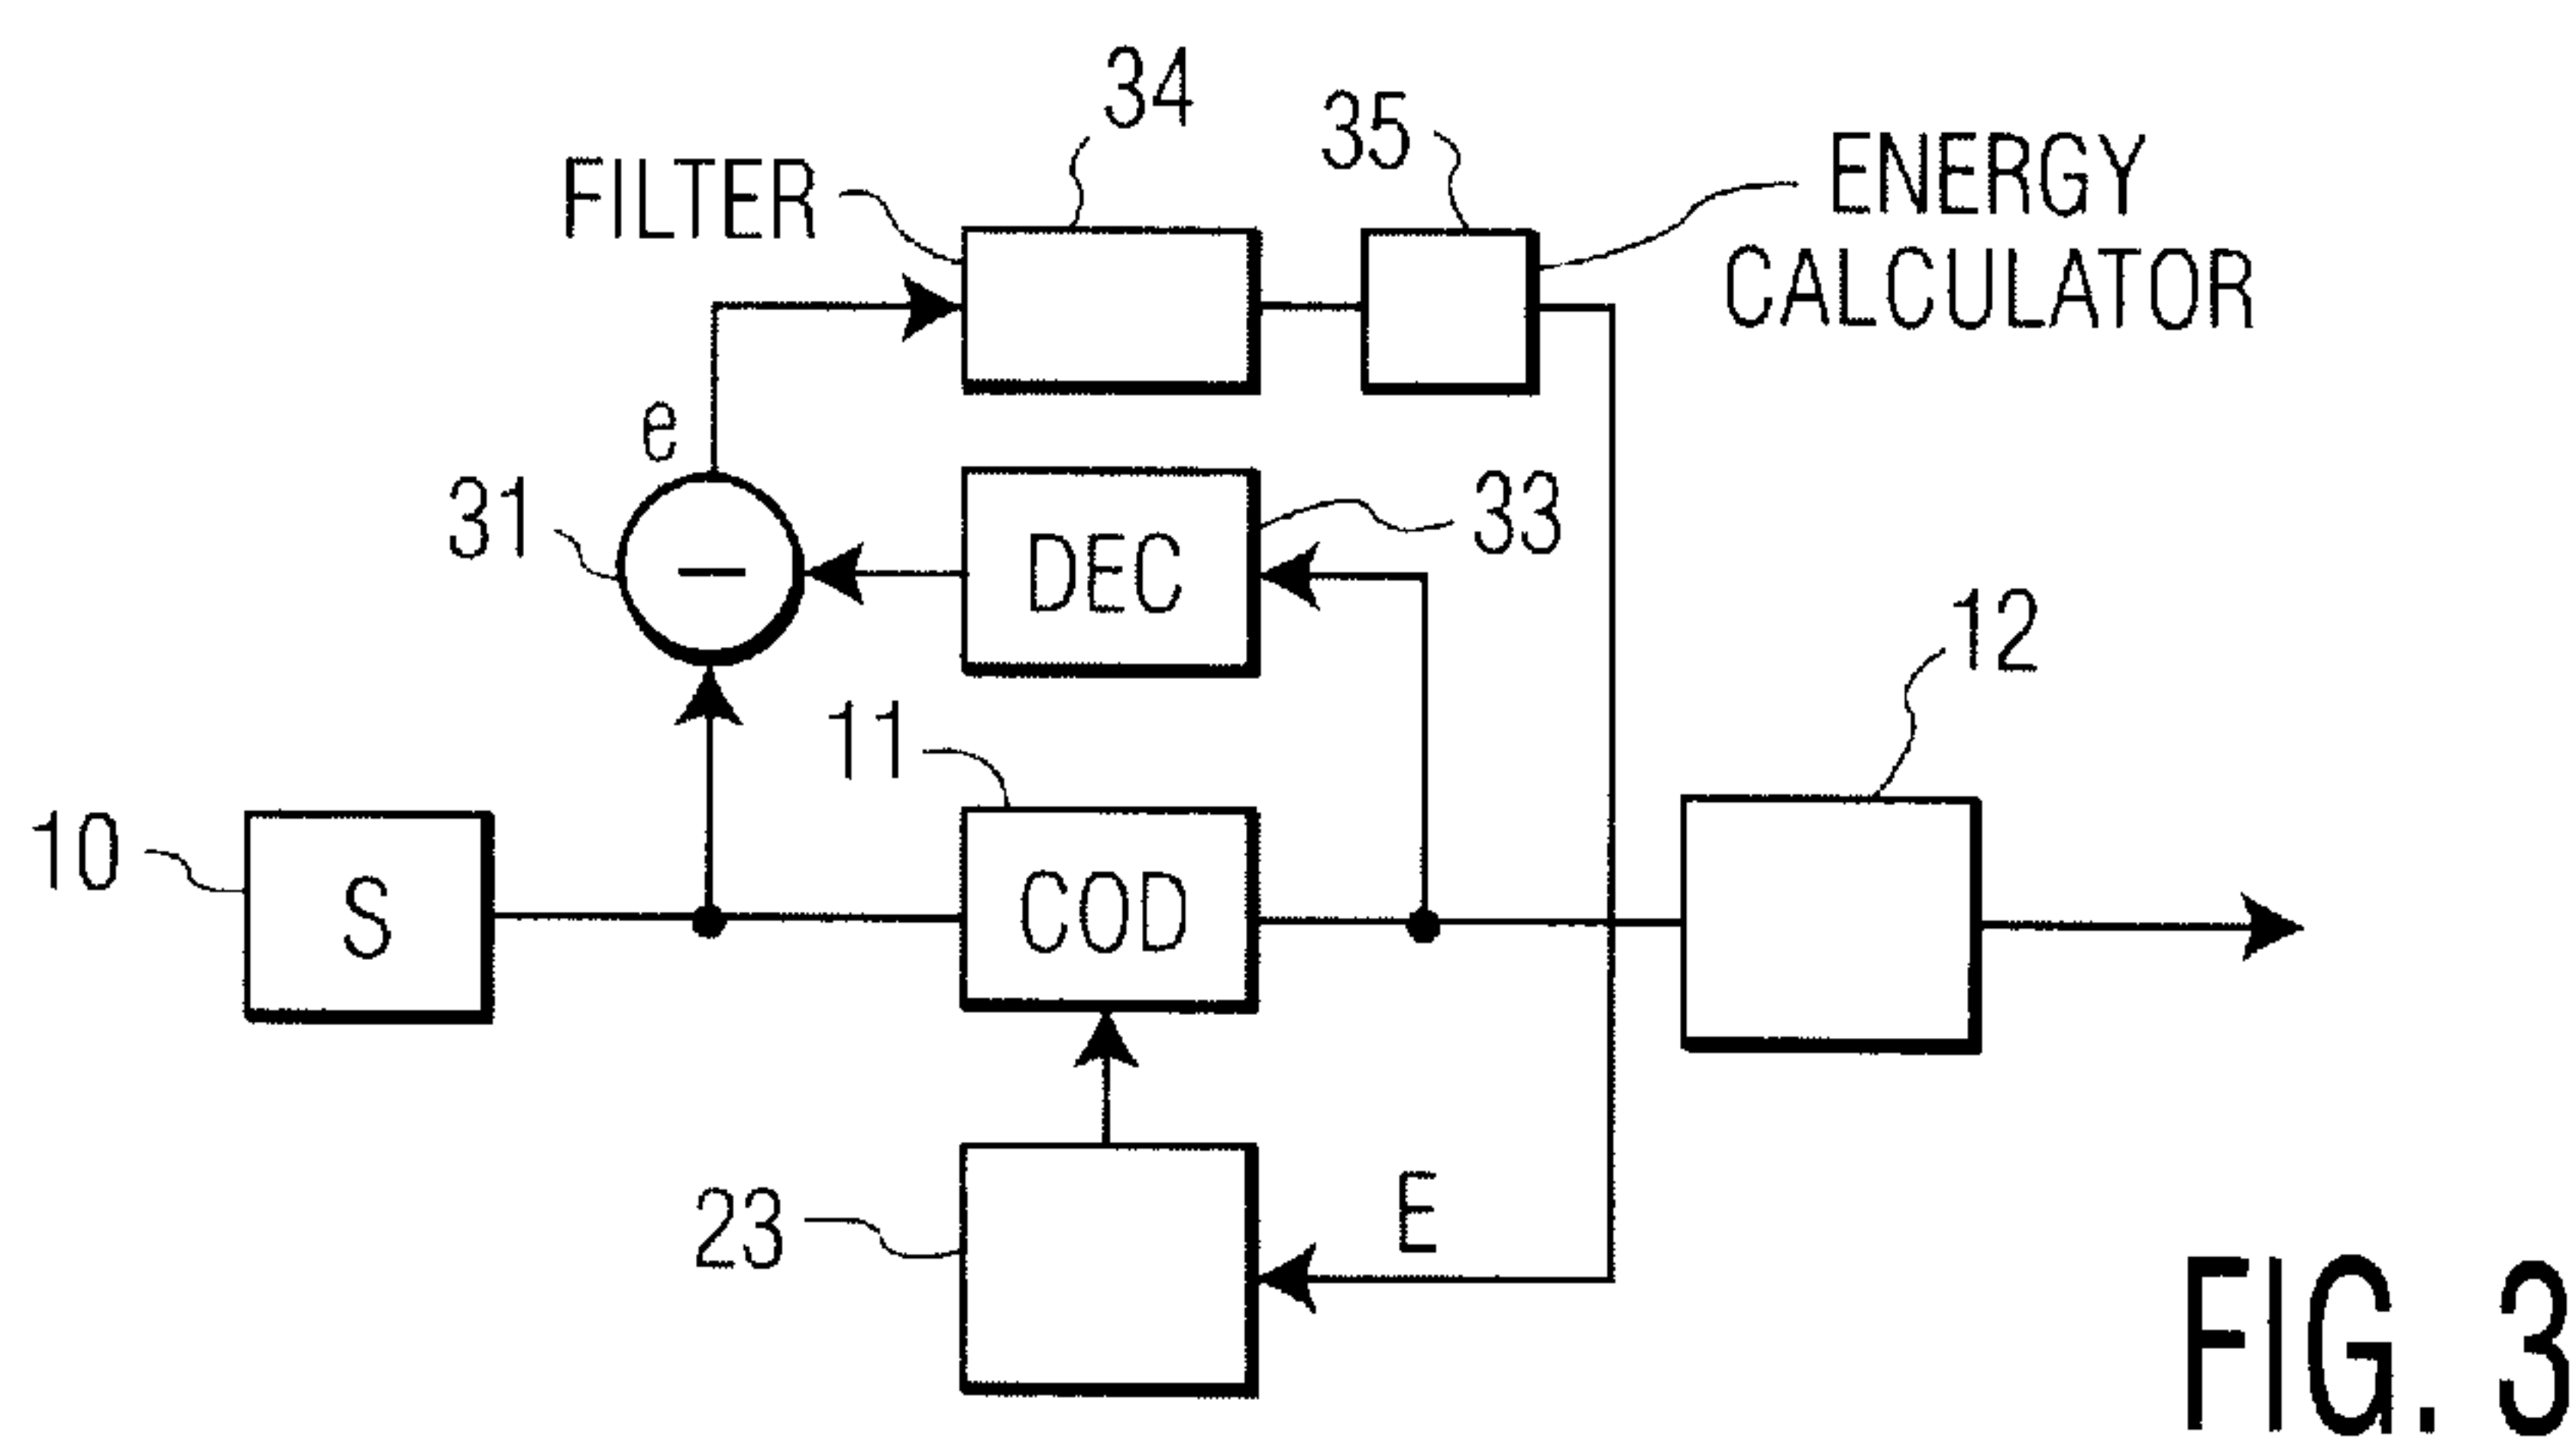 34
35
FILTER
ENERGY
CALCULATOR
e
31
DEC
33
12
11
10
S
COD
23
E
FIG. 3